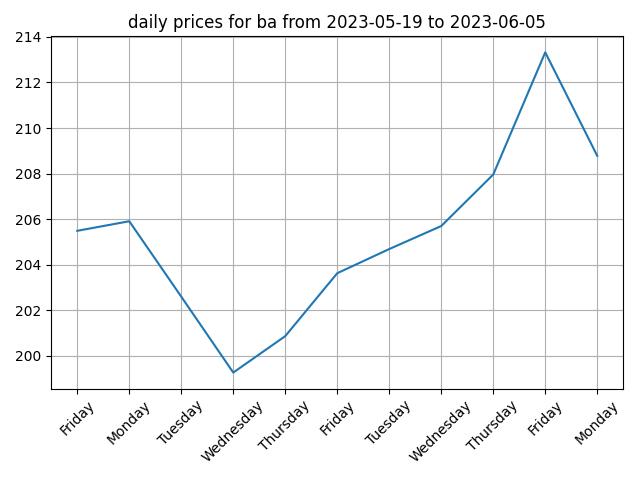 daily prices for ba from 2023-05-19 to 2023-06-05
214
212
210
208
206
204
202
200
Friday
Monday
Tuesday
Wednesday
Thursday
Friday
Tuesday
Wednesday
Thursday
Friday
Monday